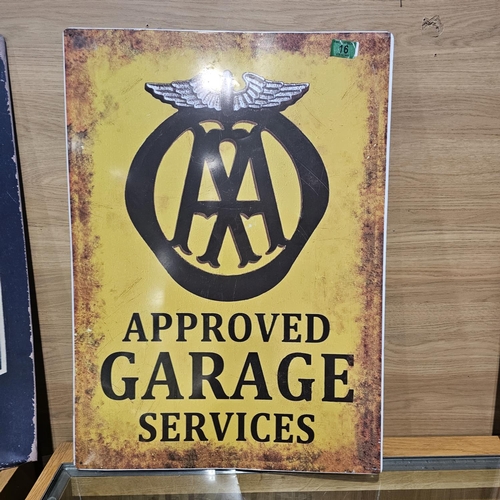 16
AA
APPROVED
GARAGE
SERVICES